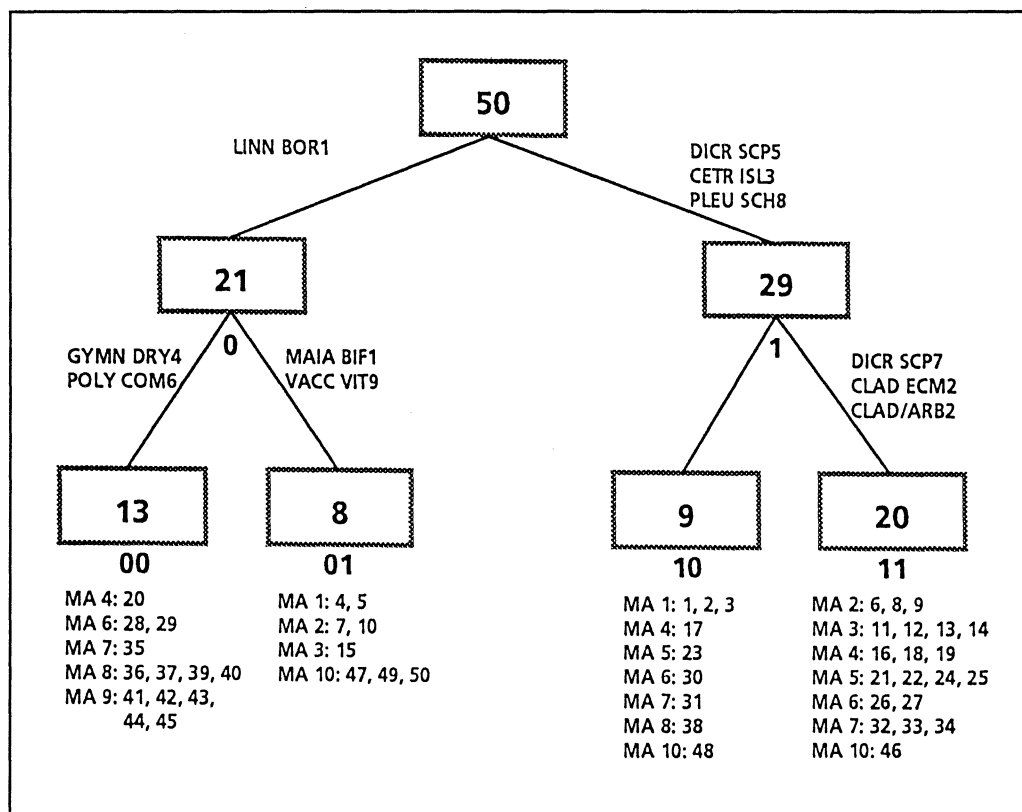 50
LINN BOR1
DICR SCP5
CETR ISL3
PLEU SCH8
21
29
0
1
GYMN DRY4
POLY COM6
MAIA BIF1
VACC VIT9
DICR SCP7
CLAD ECM2
CLAD/ARB2
13
8
9
20
00
01
10
11
MA 4: 20
MA 6: 28, 29
MA 7: 35
MA 8: 36, 37, 39, 40
MA 9: 41, 42, 43,
44, 45
MA 1: 4, 5
MA 2: 7, 10
MA 3: 15
MA 10: 47, 49, 50
MA 1: 1, 2, 3
MA 4: 17
MA 5: 23
MA 6: 30
MA 7: 31
MA 8: 38
MA 10: 48
MA 2: 6, 8, 9
MA 3: 11, 12, 13, 14
MA 4: 16, 18, 19
MA 5: 21, 22, 24, 25
MA 6: 26, 27
MA 7: 32, 33, 34
MA 10: 46